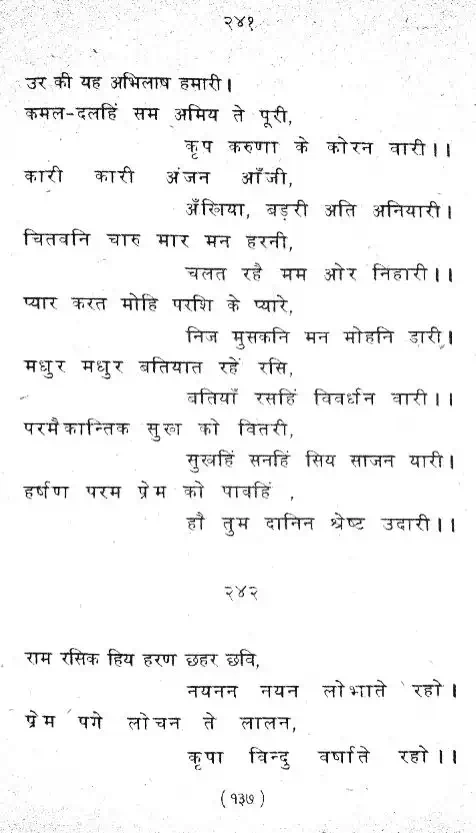 २४१
उर की यह अभिलाष हमारी।
कमल-दलहिं सम अमिय ते पूरी,
कृप करुणा के कोरन वारी।।
कारी कारी अंजन आँजी,
अँखिया, बड़री अति अनियारी।
चितवनि चारु मार मन हरनी,
चलत रहै मम ओर निहारी।।
प्यार करत मोहि परशि के प्यारे,
निज मुसकनि मन मोहनि डारी।
मधुर मधुर बतियात रहें रसि,
बतियाँ रसहिं विवर्धन वारी।।
परमैकान्तिक सुख को वितरी,
सुखहिं सनहिं सिय साजन यारी।
हर्षण परम प्रेम को पावहिं ,
हौ तुम दानिन श्रेष्ट उदारी।।
२४२
राम रसिक हिय हरण छहर छवि,
नयनन नयन लोभाते रहो।
प्रेम पगे लोचन ते लालन,
कृपा विन्दु वर्षाते रहो।।
(१३७)